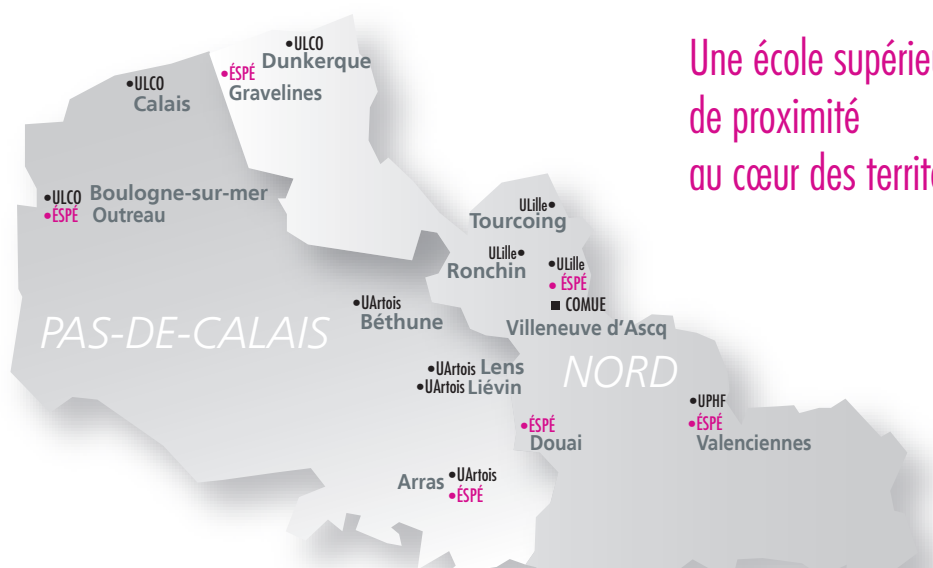 Une école supérieu
de proximité
au cœur des territo
•ULCO
Dunkerque
•ÉSPÉ
Gravelines
•ULCO
Calais
•ULCO Boulogne-sur-mer
•ÉSPÉ Outreau
ULille•
Tourcoing
ULille•
Ronchin
•ULille
• ÉSPÉ
■ COMUE
Villeneuve d’Ascq
•UArtois
Béthune
PAS-DE-CALAIS
•UArtois Lens
•UArtois Liévin
NORD
•UPHF
•ÉSPÉ
Valenciennes
•ÉSPÉ
Douai
Arras •UArtois
•ÉSPÉ